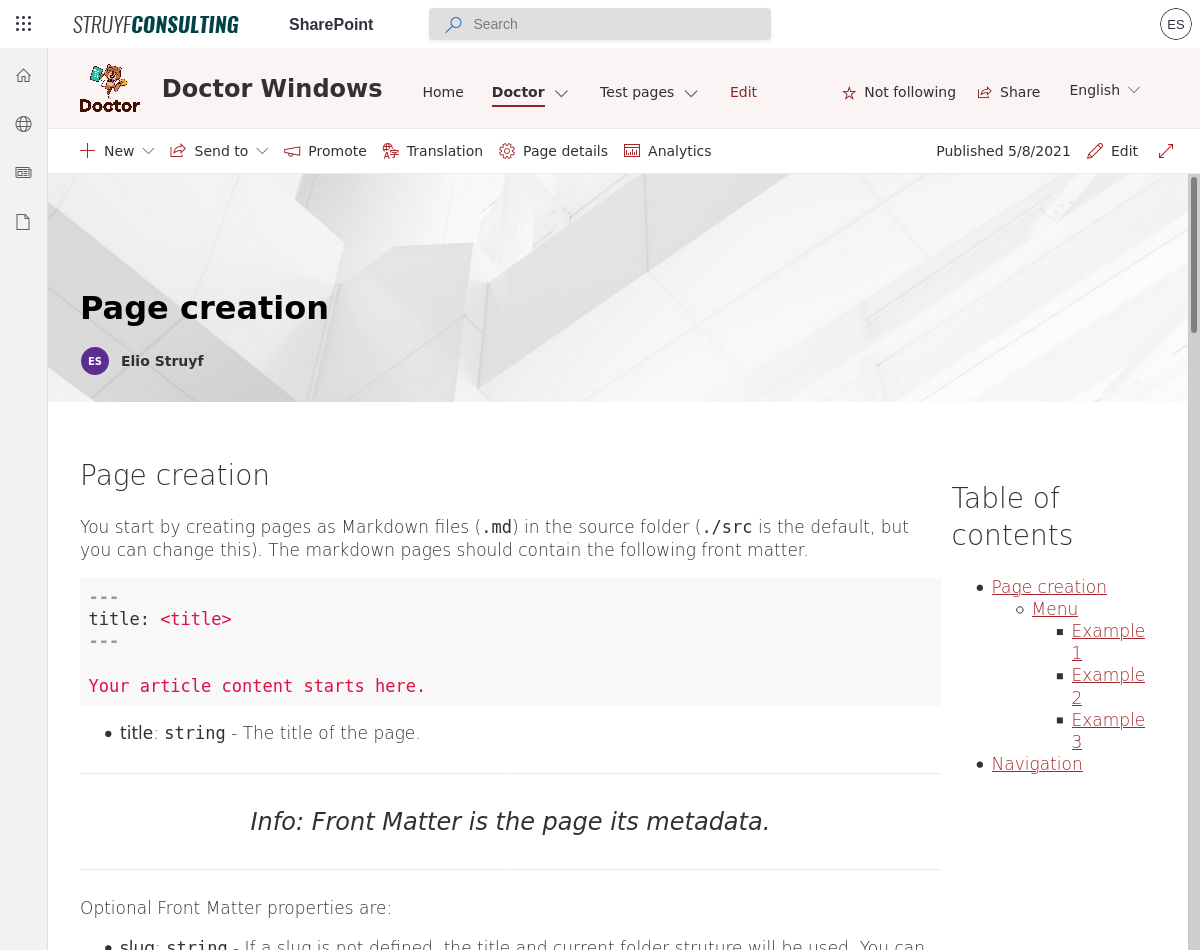 STRUYFCONSULTING SharePoint Search ES
Doctor Doctor Windows Home Doctor Test pages Edit Not following Share English
New Send to Promote Translation Page details Analytics Published 5/8/2021 Edit
Page creation
ES Elio Struyf
Page creation
You start by creating pages as Markdown files (.md) in the source folder (./src is the default, but
you can change this). The markdown pages should contain the following front matter.
---
title: <title>
---
Your article content starts here.
• title: string - The title of the page.
Info: Front Matter is the page its metadata.
Optional Front Matter properties are:
• slug: string - If a slug is not defined, the title and current folder struture will be used. You can
Table of
contents
• Page creation
○ Menu
■ Example
1
■ Example
2
■ Example
3
• Navigation